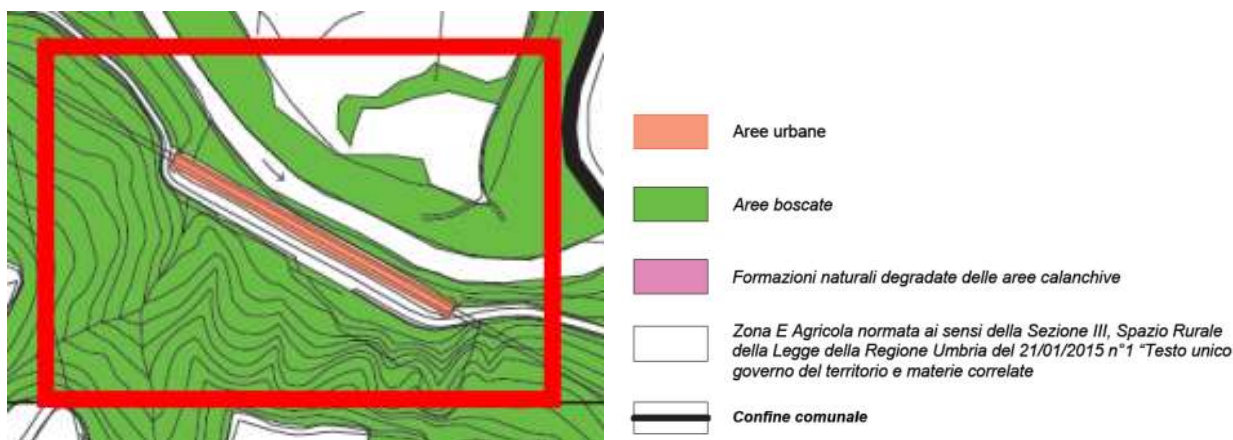 Aree urbane
Aree boscate
Formazioni naturali degradate delle aree calanchive
Zona E Agricola normata ai sensi della Sezione III, Spazio Rurale
della Legge della Regione Umbria del 21/01/2015 n°1 “Testo unico
governo del territorio e materie correlate
Confine comunale